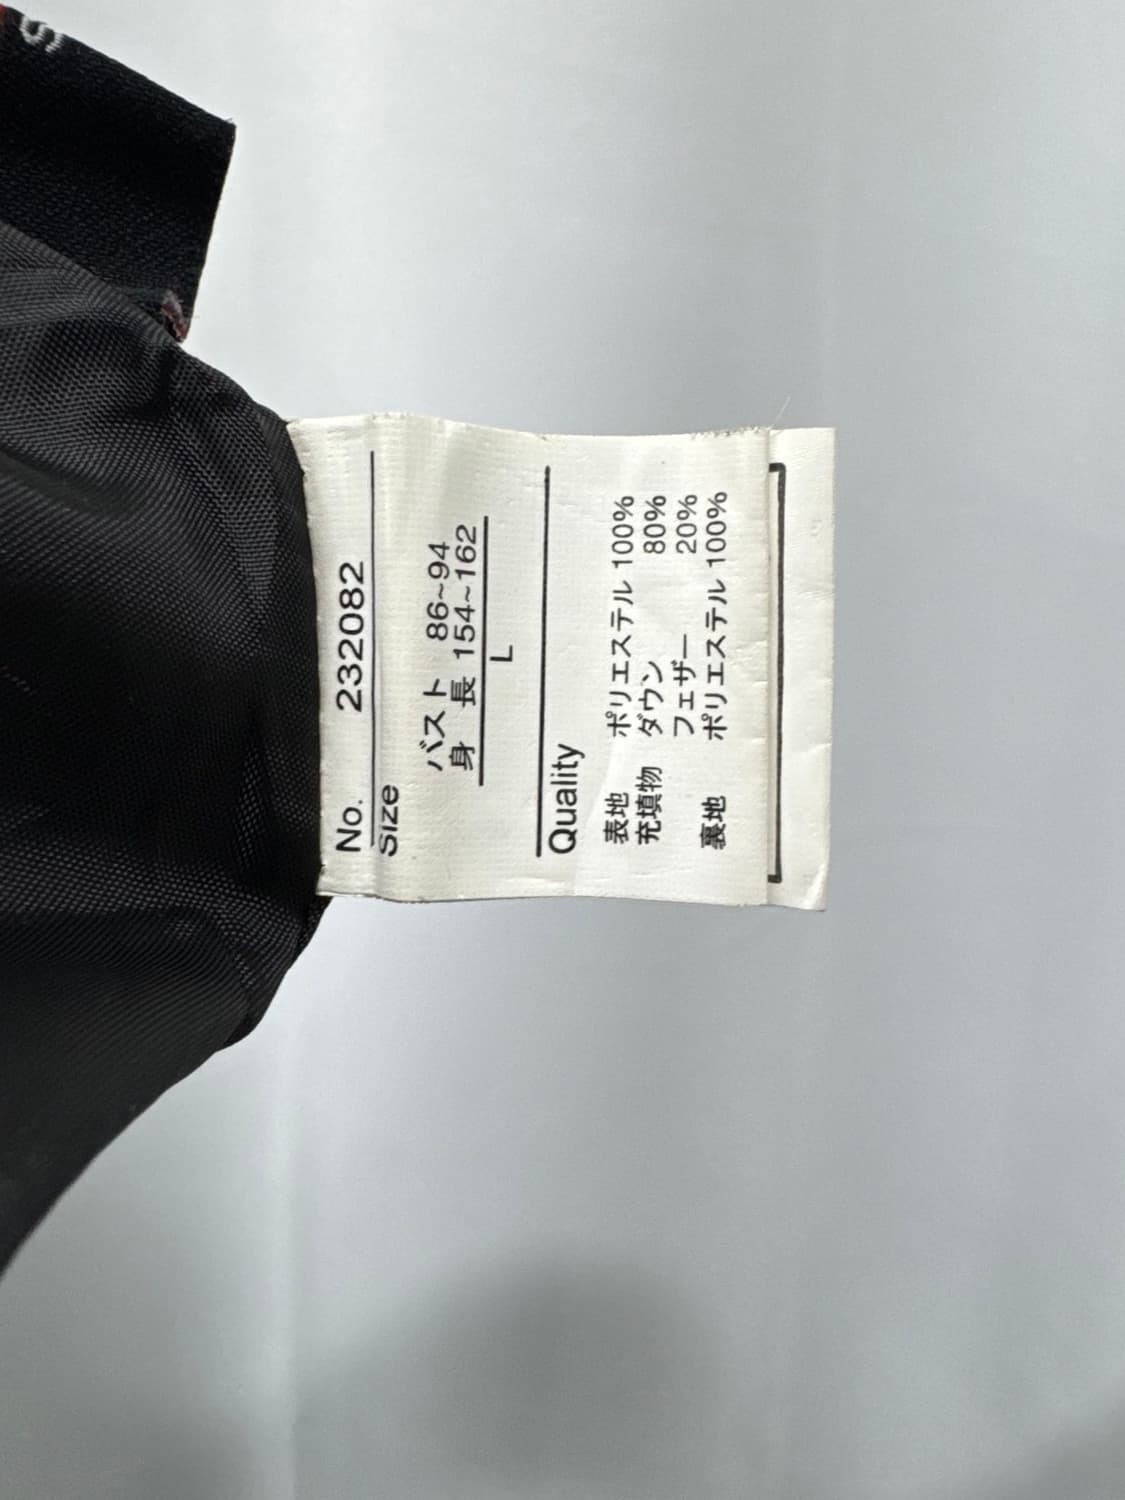 S
No. 232082
Size
バスト 86~94
身 長 154~162
L
Quality
表地 ポリエステル 100%
充填物 ダウン 80%
フェザー 20%
裏地 ポリエステル 100%